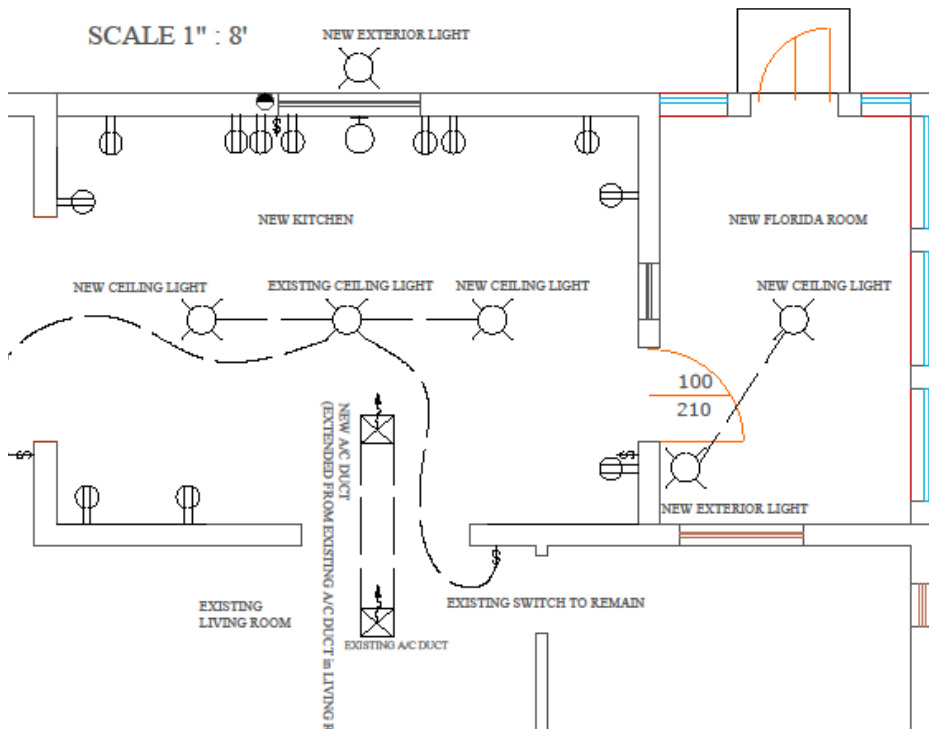 SCALE 1" : 8'
NEW EXTERIOR LIGHT
$
NEW KITCHEN
NEW FLORIDA ROOM
NEW CEILING LIGHT
EXISTING CEILING LIGHT
NEW CEILING LIGHT
NEW CEILING LIGHT
100
210
NEW A/C DUCT
(EXTENDED FROM EXISTING A/C DUCT in LIVING
$
$
NEW EXTERIOR LIGHT
$
EXISTING
LIVING ROOM
EXISTING SWITCH TO REMAIN
EXISTING A/C DUCT